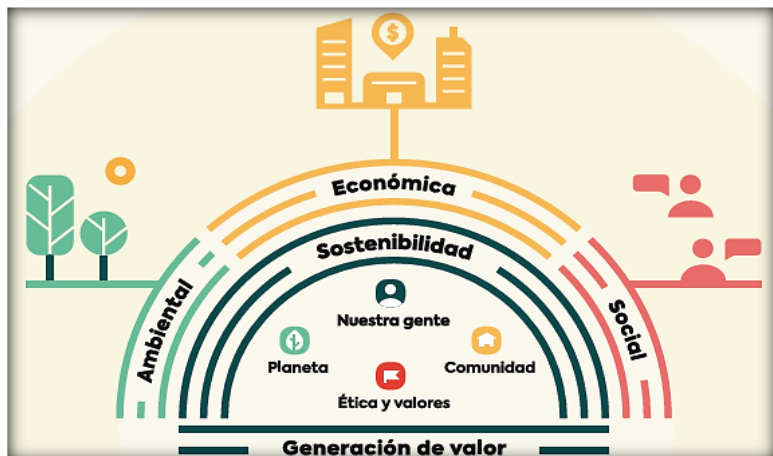 $
Económica
Sostenibilidad
Ambiental
Social
Nuestra gente
Planeta
Comunidad
Ética y valores
Generación de valor